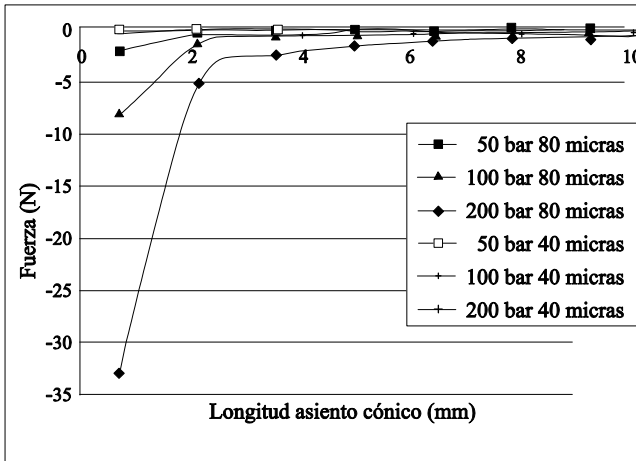 0
0 2 4 6 8 10
-5
-10
-15
-20
-25
-30
-35
Fuerza (N)
50 bar 80 micras
100 bar 80 micras
200 bar 80 micras
50 bar 40 micras
100 bar 40 micras
200 bar 40 micras
Longitud asiento cónico (mm)